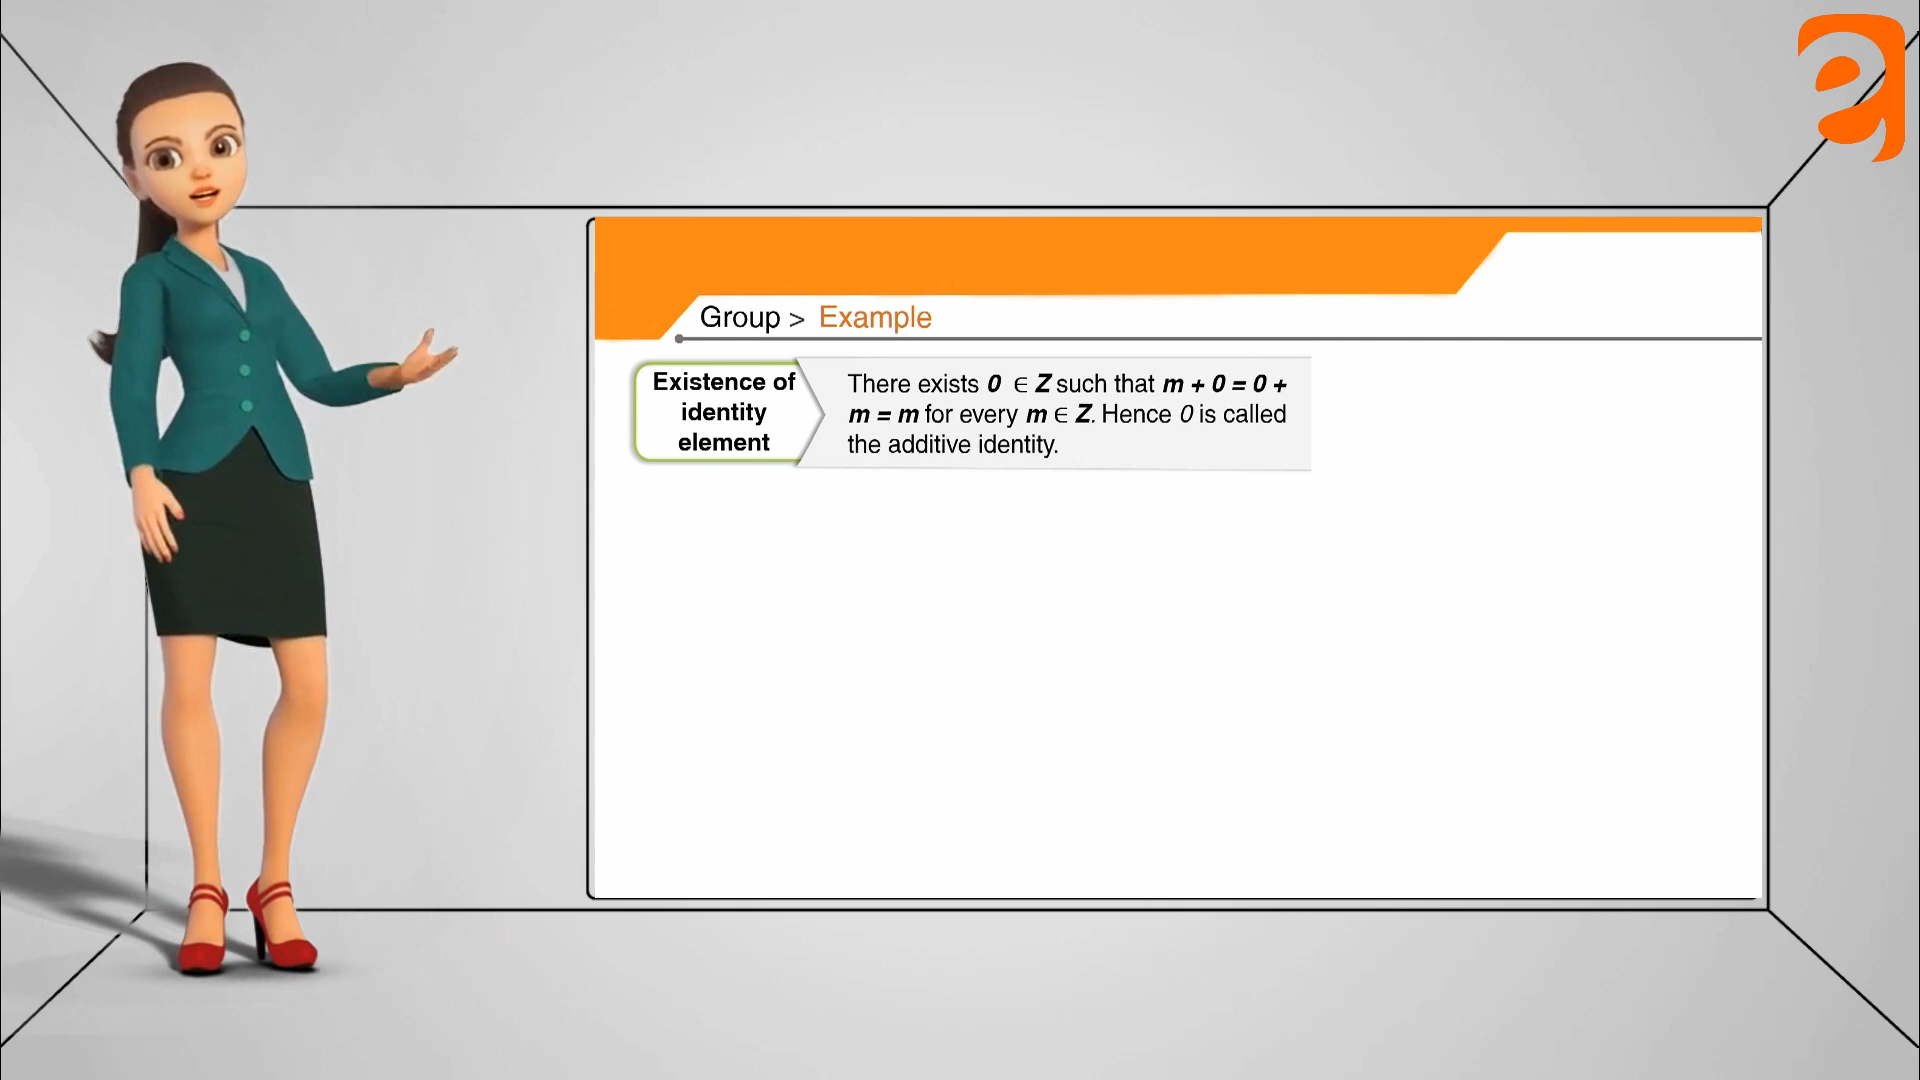 Group > Example
Existence of
identity
element
There exists 0 ∈ Z such that m + 0 = 0 +
m = m for every m ∈ Z. Hence 0 is called
the additive identity.